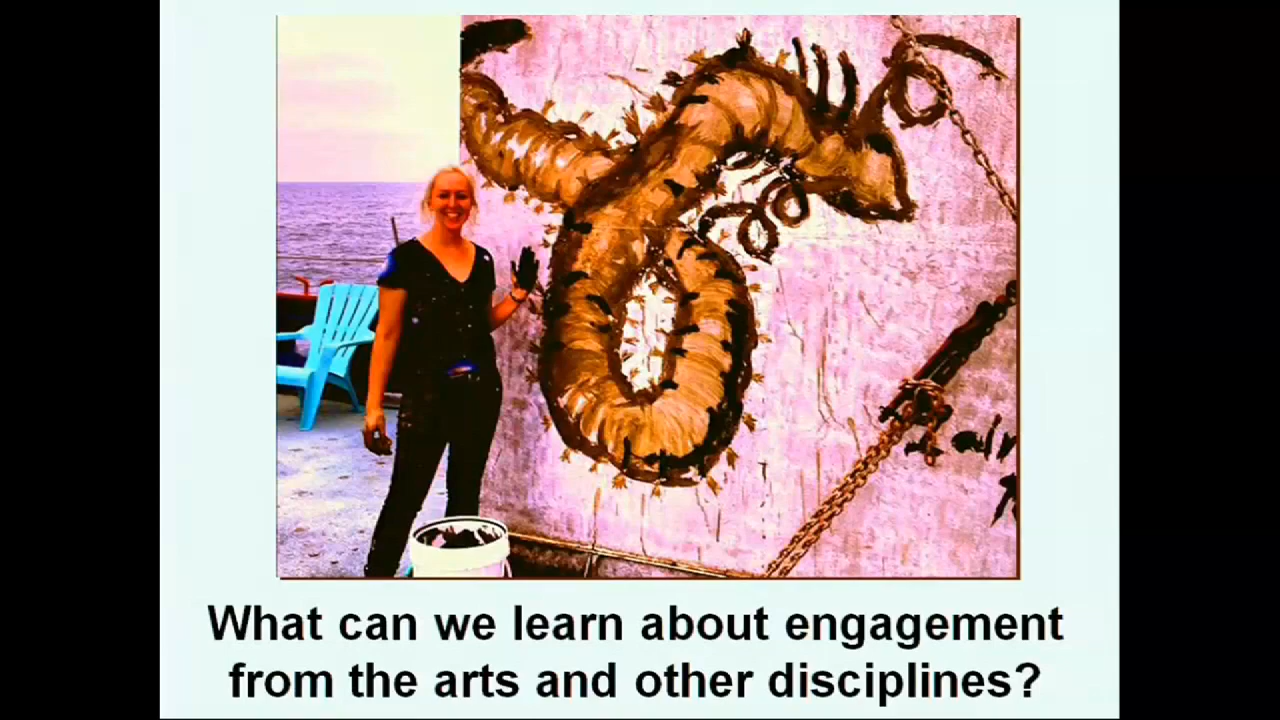 What can we learn about engagement
from the arts and other disciplines?